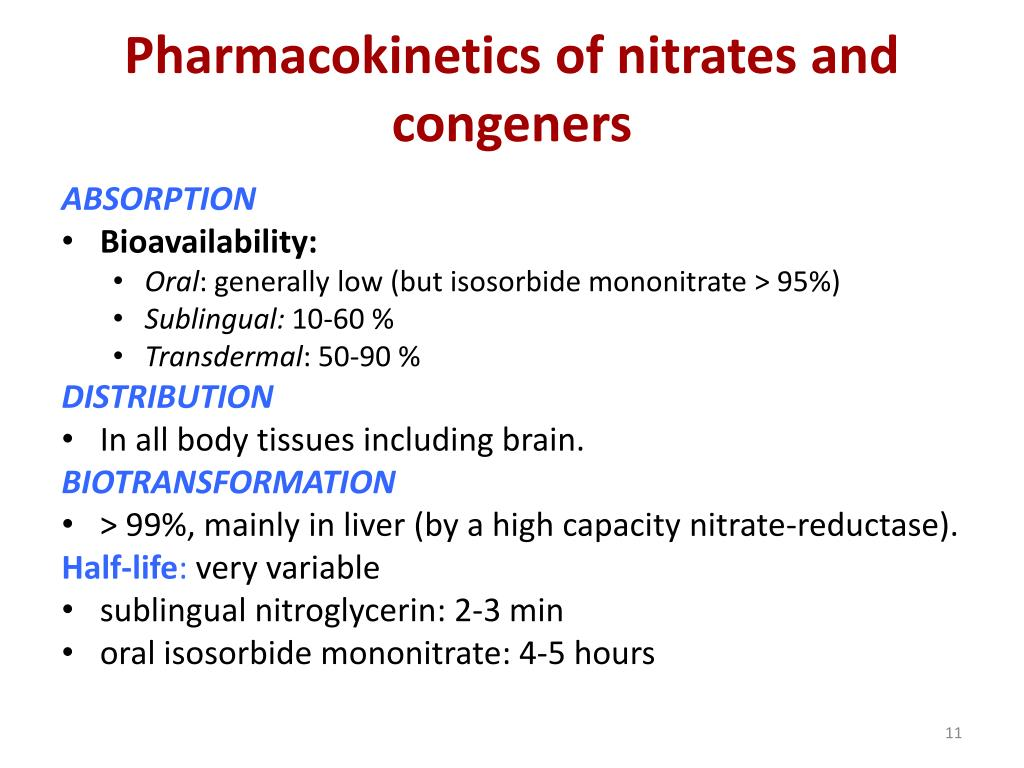 Pharmacokinetics of nitrates and
congeners
ABSORPTION
• Bioavailability:
• Oral: generally low (but isosorbide mononitrate > 95%)
• Sublingual: 10-60 %
• Transdermal: 50-90 %
DISTRIBUTION
• In all body tissues including brain.
BIOTRANSFORMATION
• > 99%, mainly in liver (by a high capacity nitrate-reductase).
Half-life: very variable
• sublingual nitroglycerin: 2-3 min
• oral isosorbide mononitrate: 4-5 hours
11